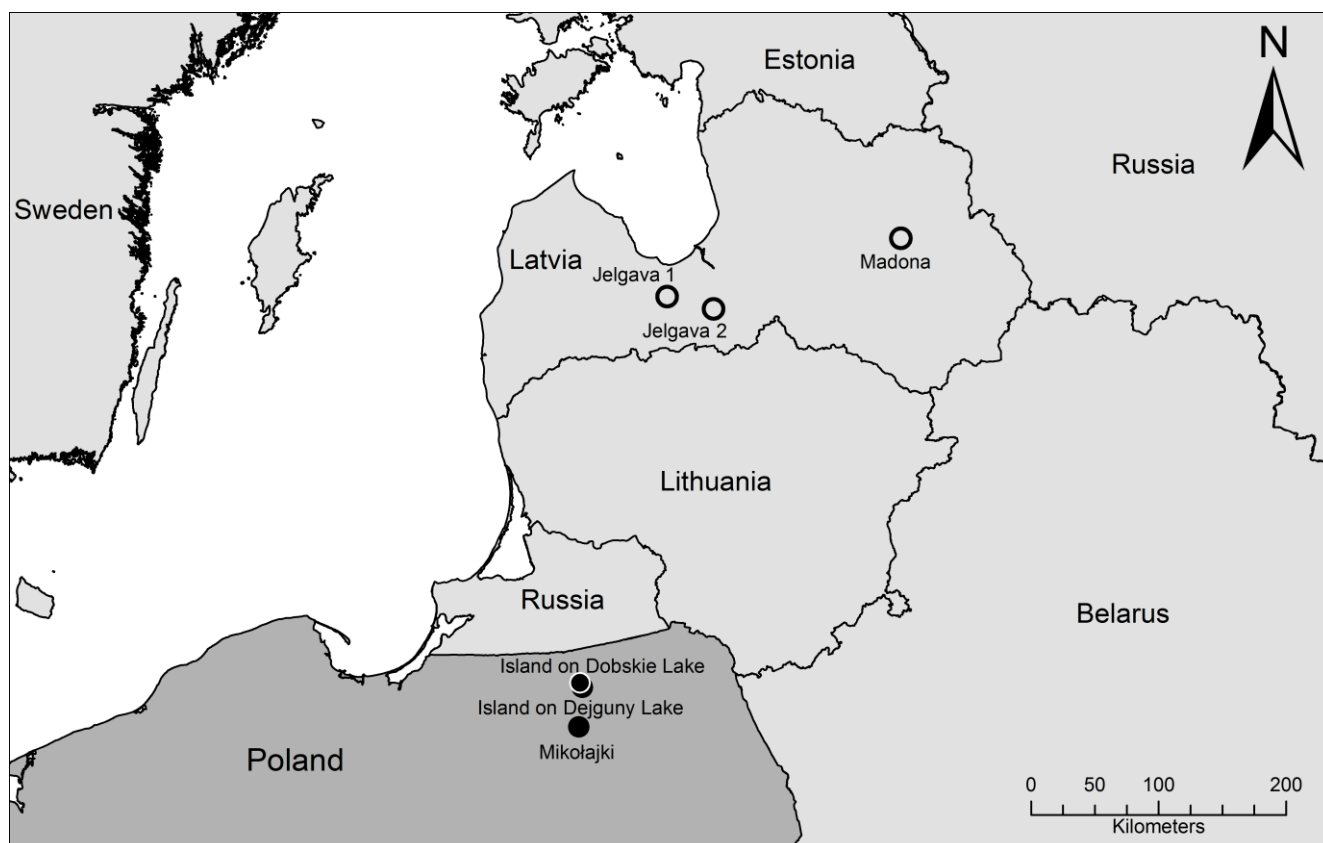 N
Estonia
Russia
Sweden
Latvia
Madona
Jelgava 1
Jelgava 2
Lithuania
Russia
Belarus
Island on Dobskie Lake
Island on Dejguny Lake
Mikołajki
Poland
0 50 100 200
Kilometers